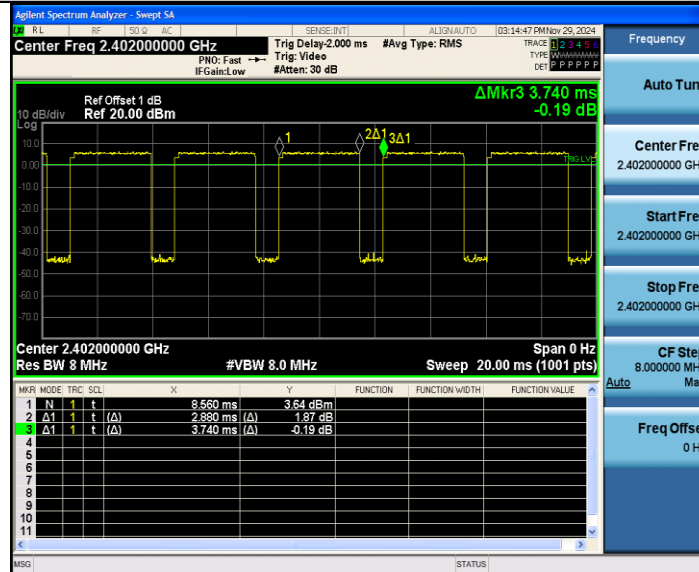 Agilent Spectrum Analyzer - Swept SA
LXI RL RF 50 Ω AC SENSE:INT ALIGNAUTO 03:14:47 PM Nov 29, 2024
Center Freq 2.402000000 GHz
PNO: Fast
IFGain:Low
Trig Delay-2.000 ms
Trig: Video
#Atten: 30 dB
#Avg Type: RMS
TRACE 1 2 3 4 5 6
TYPE W
DET P P P P P P
ΔMkr3 3.740 ms
-0.19 dB
10 dB/div
Log
Ref Offset 1 dB
Ref 20.00 dBm
10.0
0.00
-10.0
-20.0
-30.0
-40.0
-50.0
-60.0
-70.0
1
2Δ1
3Δ1
TRIG LVL
Center 2.402000000 GHz
Span 0 Hz
Res BW 8 MHz
#VBW 8.0 MHz
Sweep 20.00 ms (1001 pts)
MKR MODE TRC SCL X Y FUNCTION FUNCTION WIDTH FUNCTION VALUE
1 N 1 t 8.560 ms 3.64 dBm
2 Δ1 1 t (Δ) 2.880 ms (Δ) 1.87 dB
3 Δ1 1 t (Δ) 3.740 ms (Δ) -0.19 dB
4
5
6
7
8
9
10
11
MSG
STATUS
Frequency
Auto Tun
Center Fre
2.402000000 GH
Start Fre
2.402000000 GH
Stop Fre
2.402000000 GH
CF Ste
8.000000 MH
Auto Ma
Freq Offse
0 H